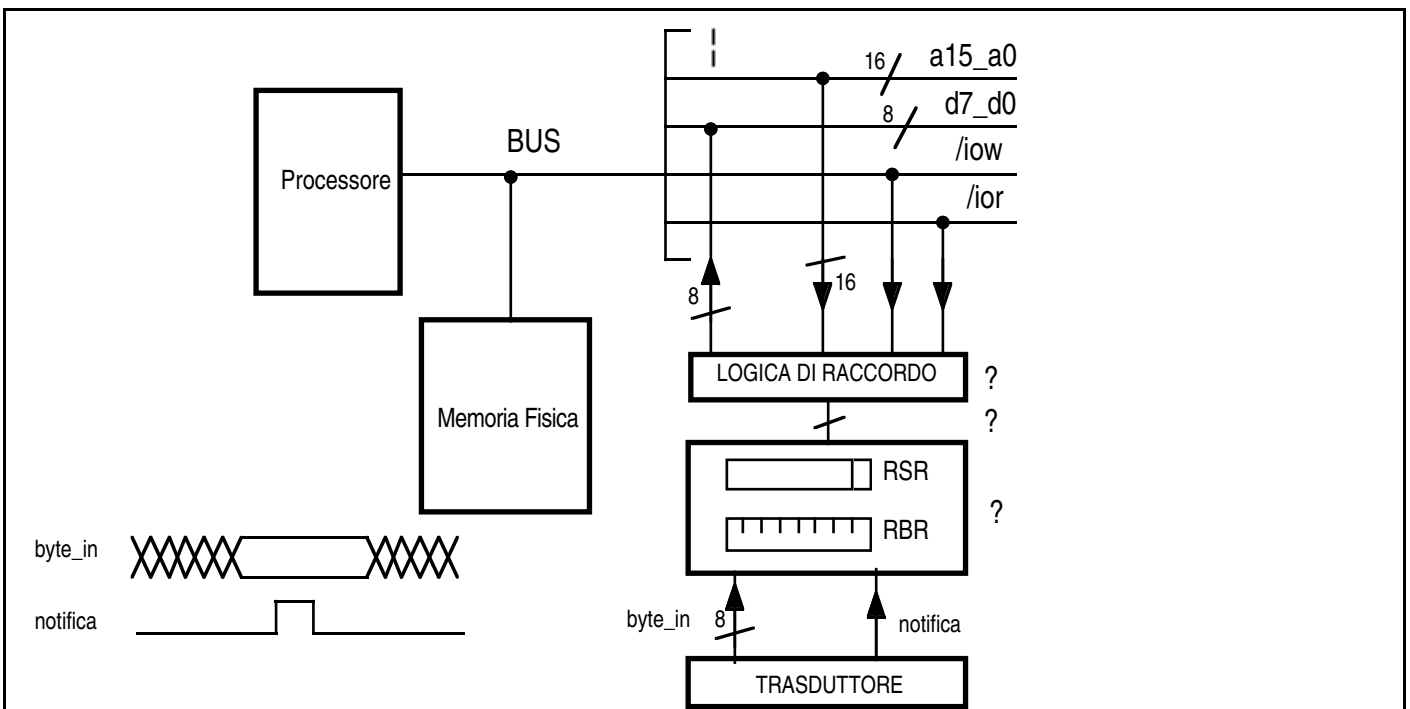 16 a15_a0
8 d7_d0
BUS
/iow
Processore
/ior
8
16
LOGICA DI RACCORDO ?
?
Memoria Fisica
RSR
?
RBR
byte_in
notifica
byte_in 8 notifica
TRASDUTTORE